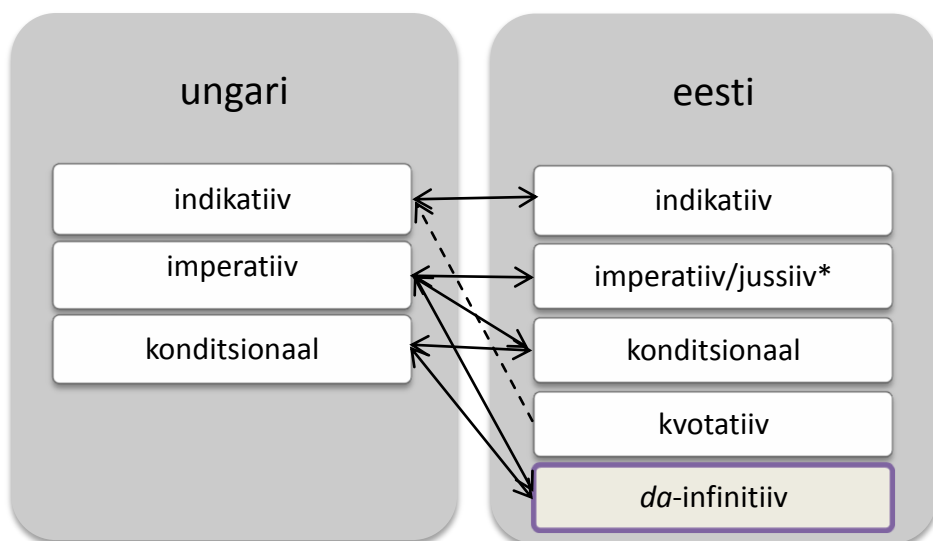 ungari
indikatiiv
imperatiiv
konditsionaal
eesti
indikatiiv
imperatiiv/jussiiv*
konditsionaal
kvotatiiv
da-infinitiiv